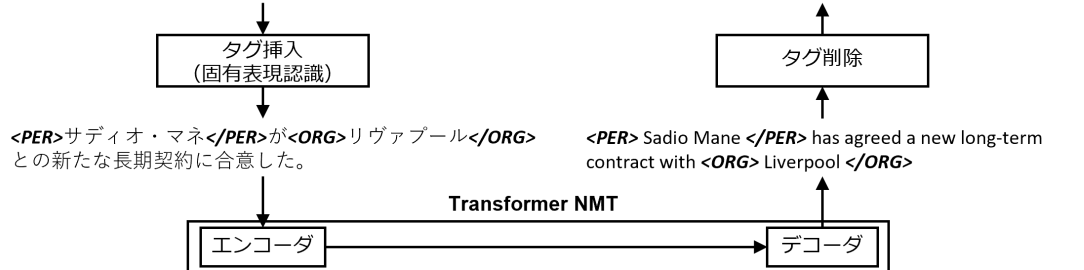 タグ挿入
（固有表現認識）
<PER>サディオ・マネ</PER>が<ORG>リヴァプール</ORG>
との新たな長期契約に合意した。
タグ削除
<PER> Sadio Mane </PER> has agreed a new long-term
contract with <ORG> Liverpool </ORG>
Transformer NMT
エンコーダ
デコーダ